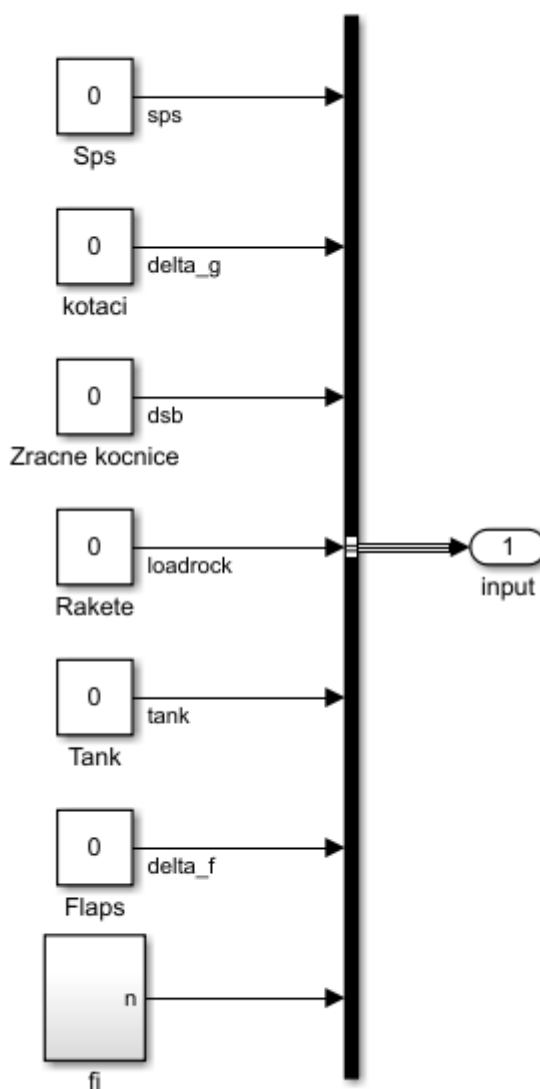 0
sps
Sps
0
delta_g
kotaci
0
dsb
Zracne kocnice
0
loadrock
Rakete
1
input
0
tank
Tank
0
delta_f
Flaps
n
fi